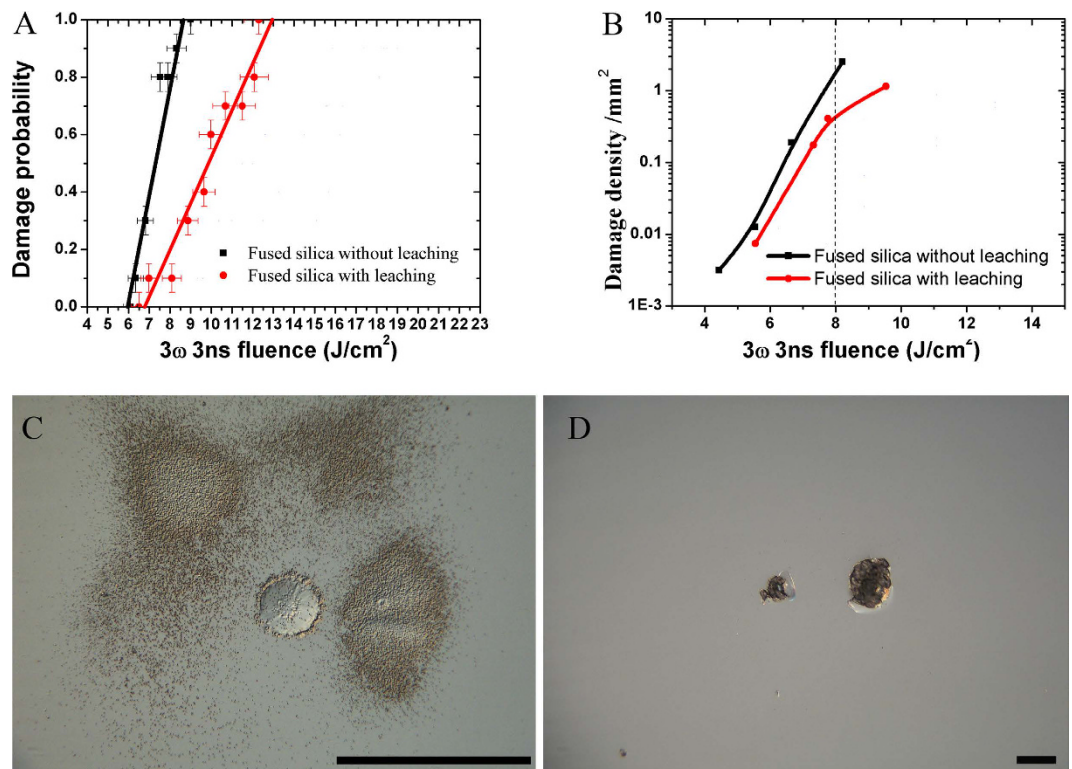 A
Damage probability
1.0
0.8
0.6
0.4
0.2
0.0
Fused silica without leaching
Fused silica with leaching
4 5 6 7 8 9 10 11 12 13 14 15 16 17 18 19 20 21 22 23
3ω 3ns fluence (J/cm²)
B
Damage density /mm²
10
1
0.1
0.01
1E-3
Fused silica without leaching
Fused silica with leaching
4 6 8 10 12 14
3ω 3ns fluence (J/cm²)
C
D